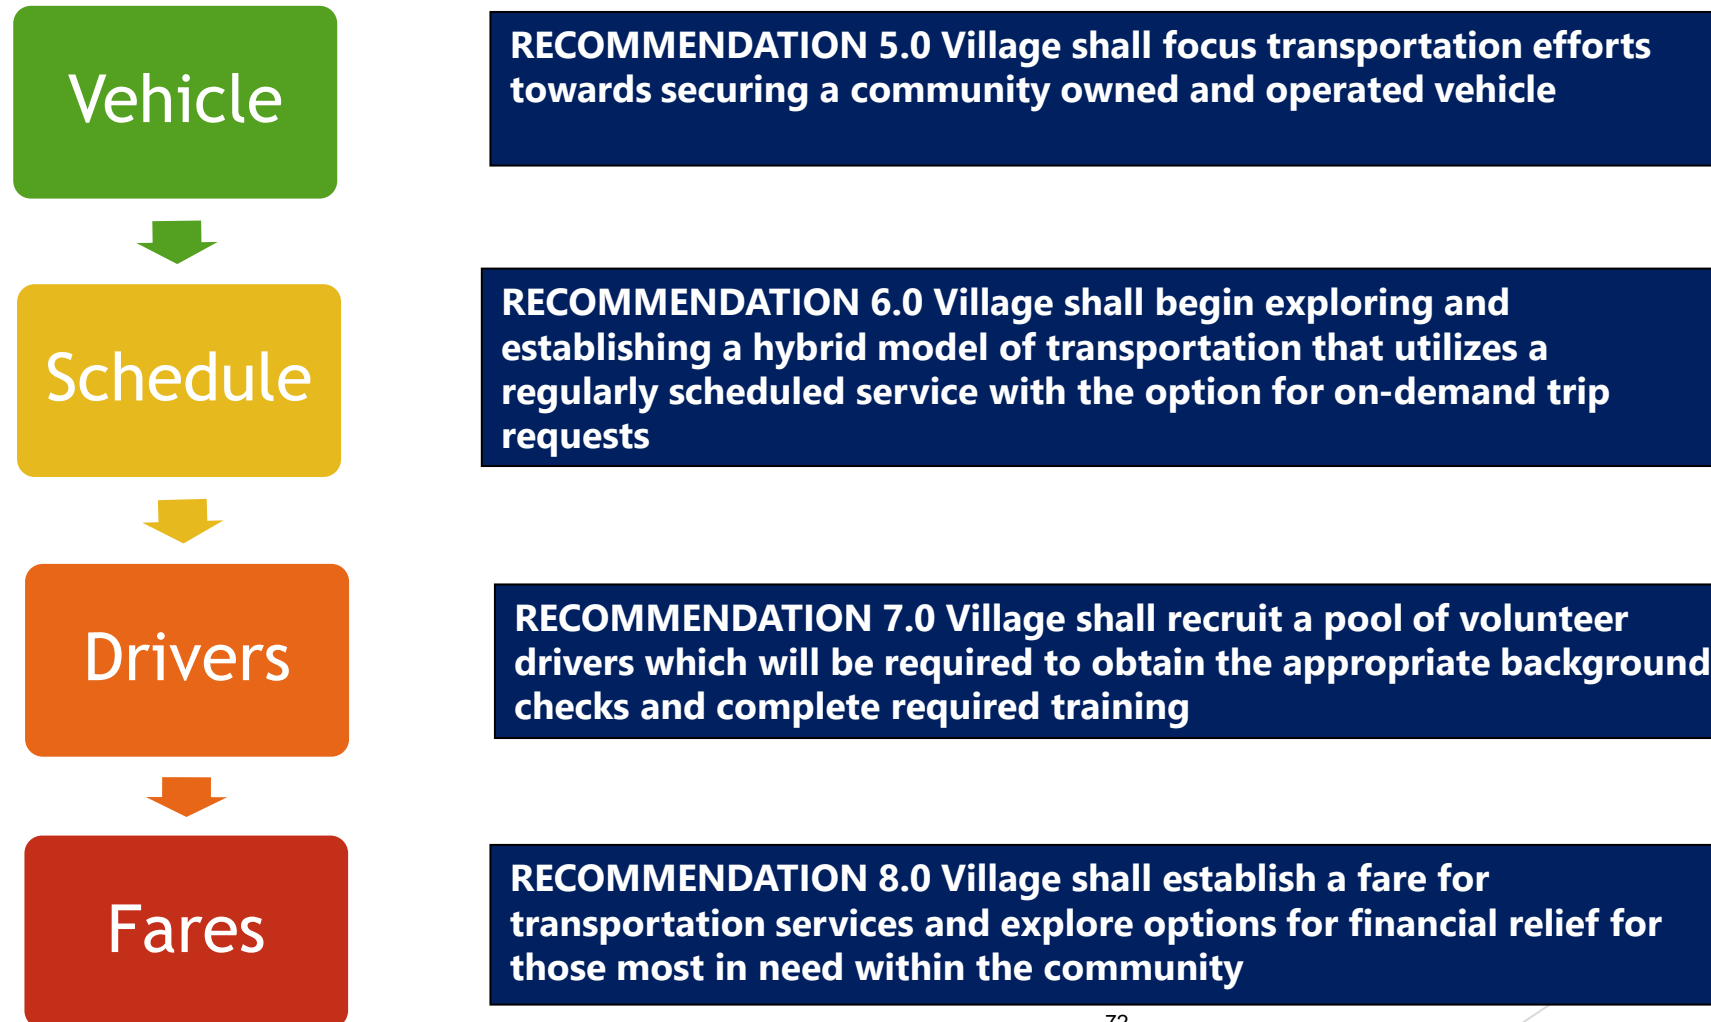 Vehicle
RECOMMENDATION 5.0 Village shall focus transportation efforts
towards securing a community owned and operated vehicle
Schedule
RECOMMENDATION 6.0 Village shall begin exploring and
establishing a hybrid model of transportation that utilizes a
regularly scheduled service with the option for on-demand trip
requests
Drivers
RECOMMENDATION 7.0 Village shall recruit a pool of volunteer
drivers which will be required to obtain the appropriate background
checks and complete required training
Fares
RECOMMENDATION 8.0 Village shall establish a fare for
transportation services and explore options for financial relief for
those most in need within the community